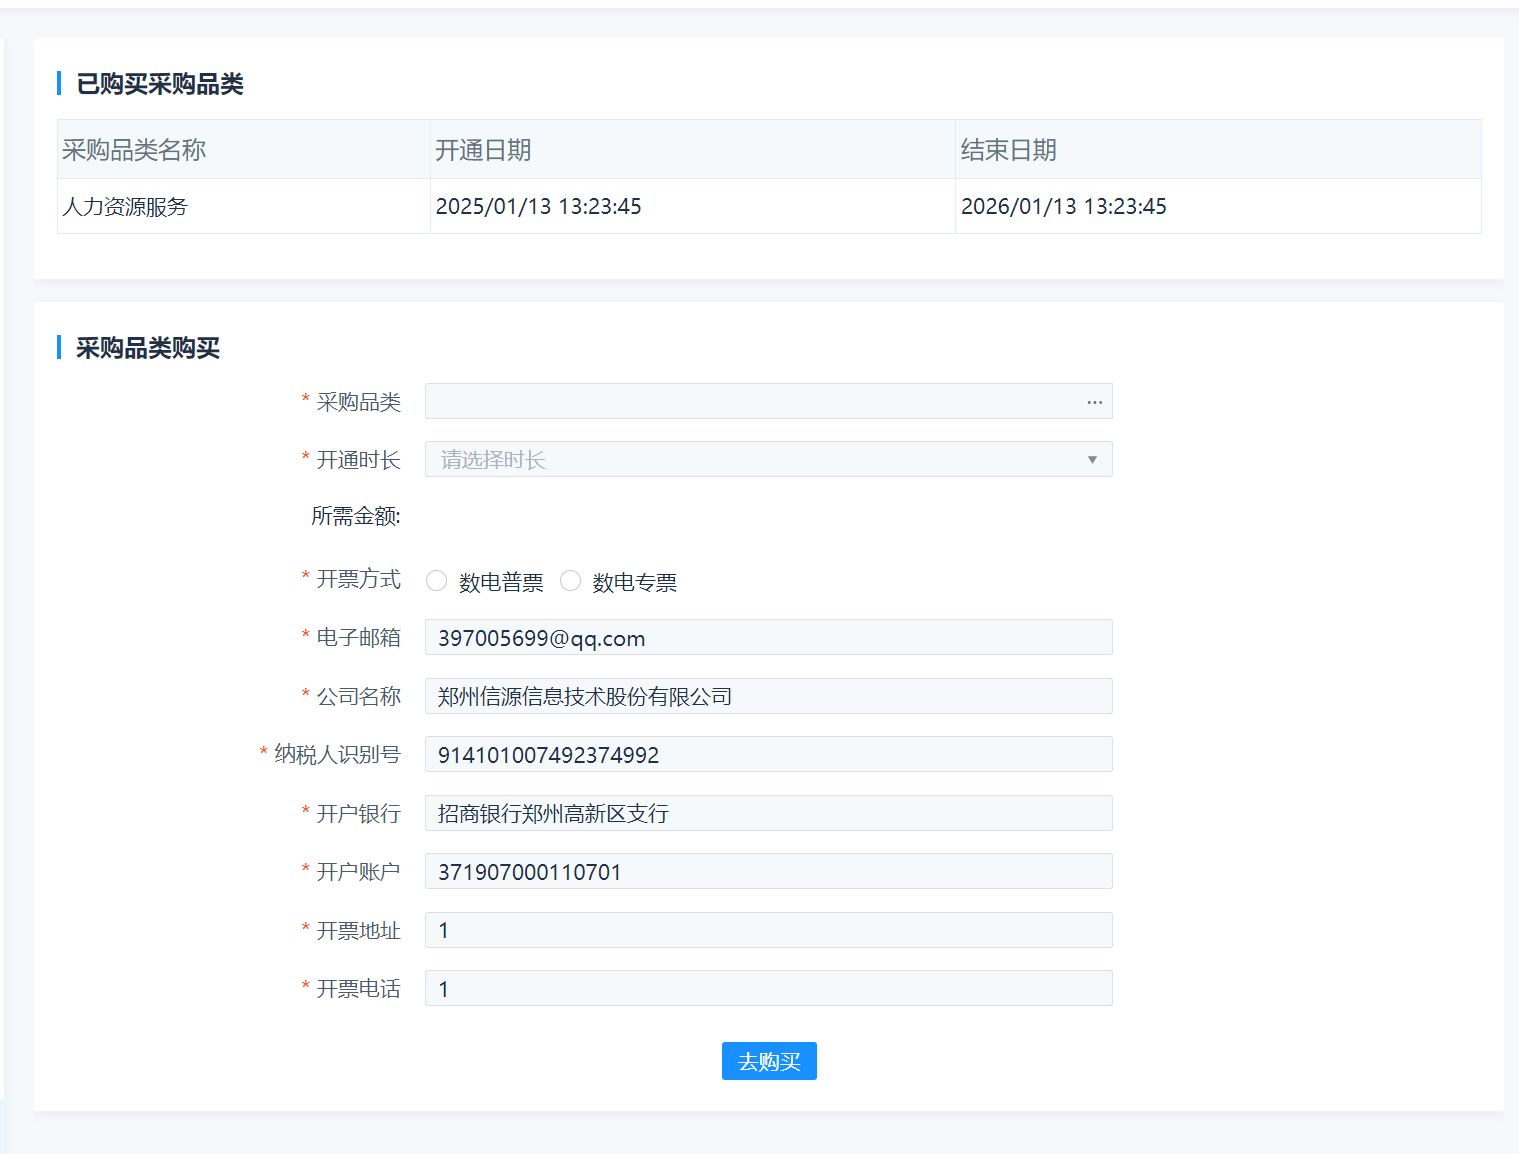 已购买采购品类
采购品类名称 开通日期 结束日期
人力资源服务 2025/01/13 13:23:45 2026/01/13 13:23:45
采购品类购买
* 采购品类 ...
* 开通时长 请选择时长
所需金额:
* 开票方式 数电普票 数电专票
* 电子邮箱 397005699@qq.com
* 公司名称 郑州信源信息技术股份有限公司
* 纳税人识别号 914101007492374992
* 开户银行 招商银行郑州高新区支行
* 开户账户 371907000110701
* 开票地址 1
* 开票电话 1
去购买